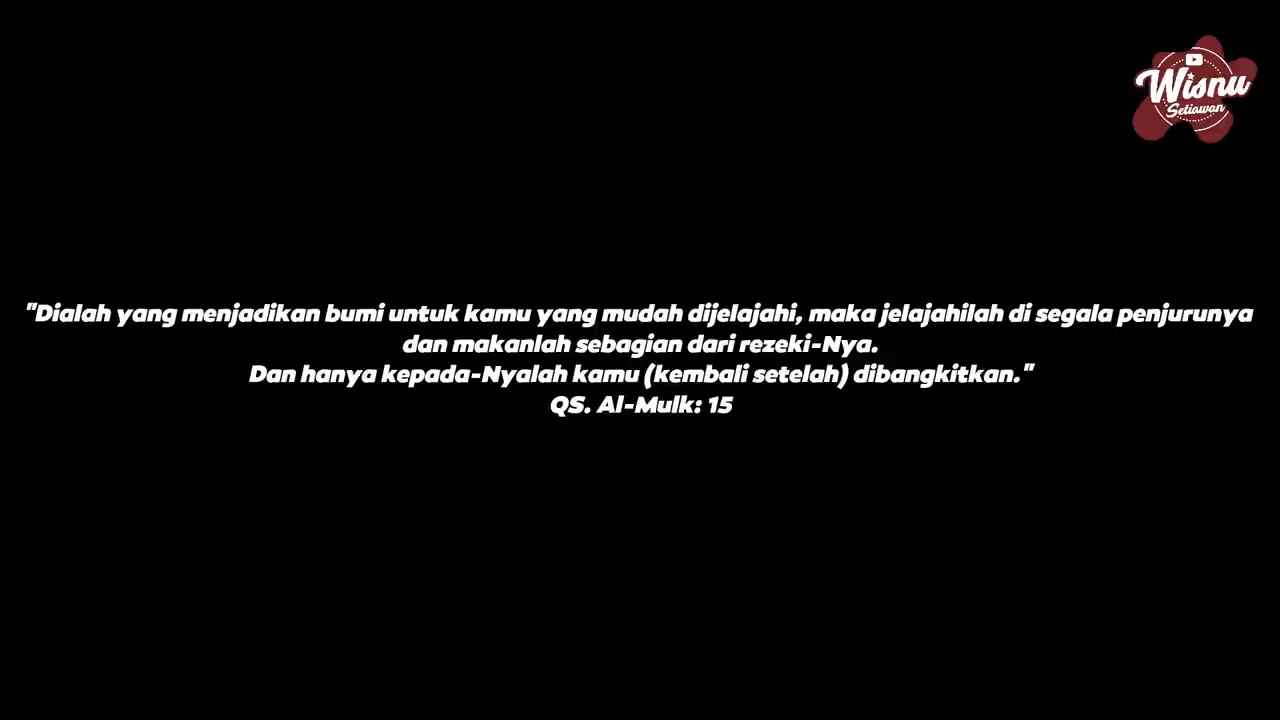 Wisnu
Setiawan
"Dialah yang menjadikan bumi untuk kamu yang mudah dijelajahi, maka jelajahilah di segala penjurunya
dan makanlah sebagian dari rezeki-Nya.
Dan hanya kepada-Nyalah kamu (kembali setelah) dibangkitkan."
QS. Al-Mulk: 15